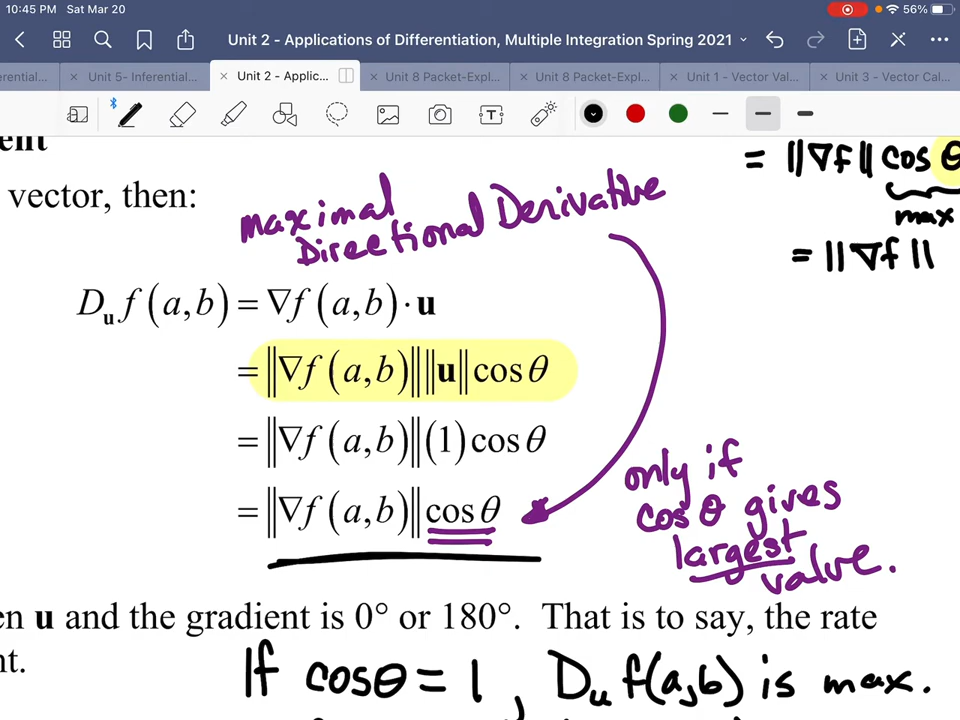 10:45 PM Sat Mar 20
56%
Unit 2 - Applications of Differentiation, Multiple Integration Spring 2021
erential...
Unit 5- Inferential...
Unit 2 - Applic...
Unit 8 Packet-Expl...
Unit 8 Packet-Expl...
Unit 1 - Vector Val...
Unit 3 - Vector Cal...
ent
= ||∇f|| cos θ
vector, then:
max
= ||∇f||
maximal
Directional Derivative
D_u f(a,b) = ∇f(a,b) · u
= ||∇f(a,b)|| ||u|| cos θ
= ||∇f(a,b)|| (1) cos θ
= ||∇f(a,b)|| cos θ
only if
cos θ gives
largest
value.
en u and the gradient is 0° or 180°. That is to say, the rate
nt.
If cosθ = 1, D_u f(a,b) is max.